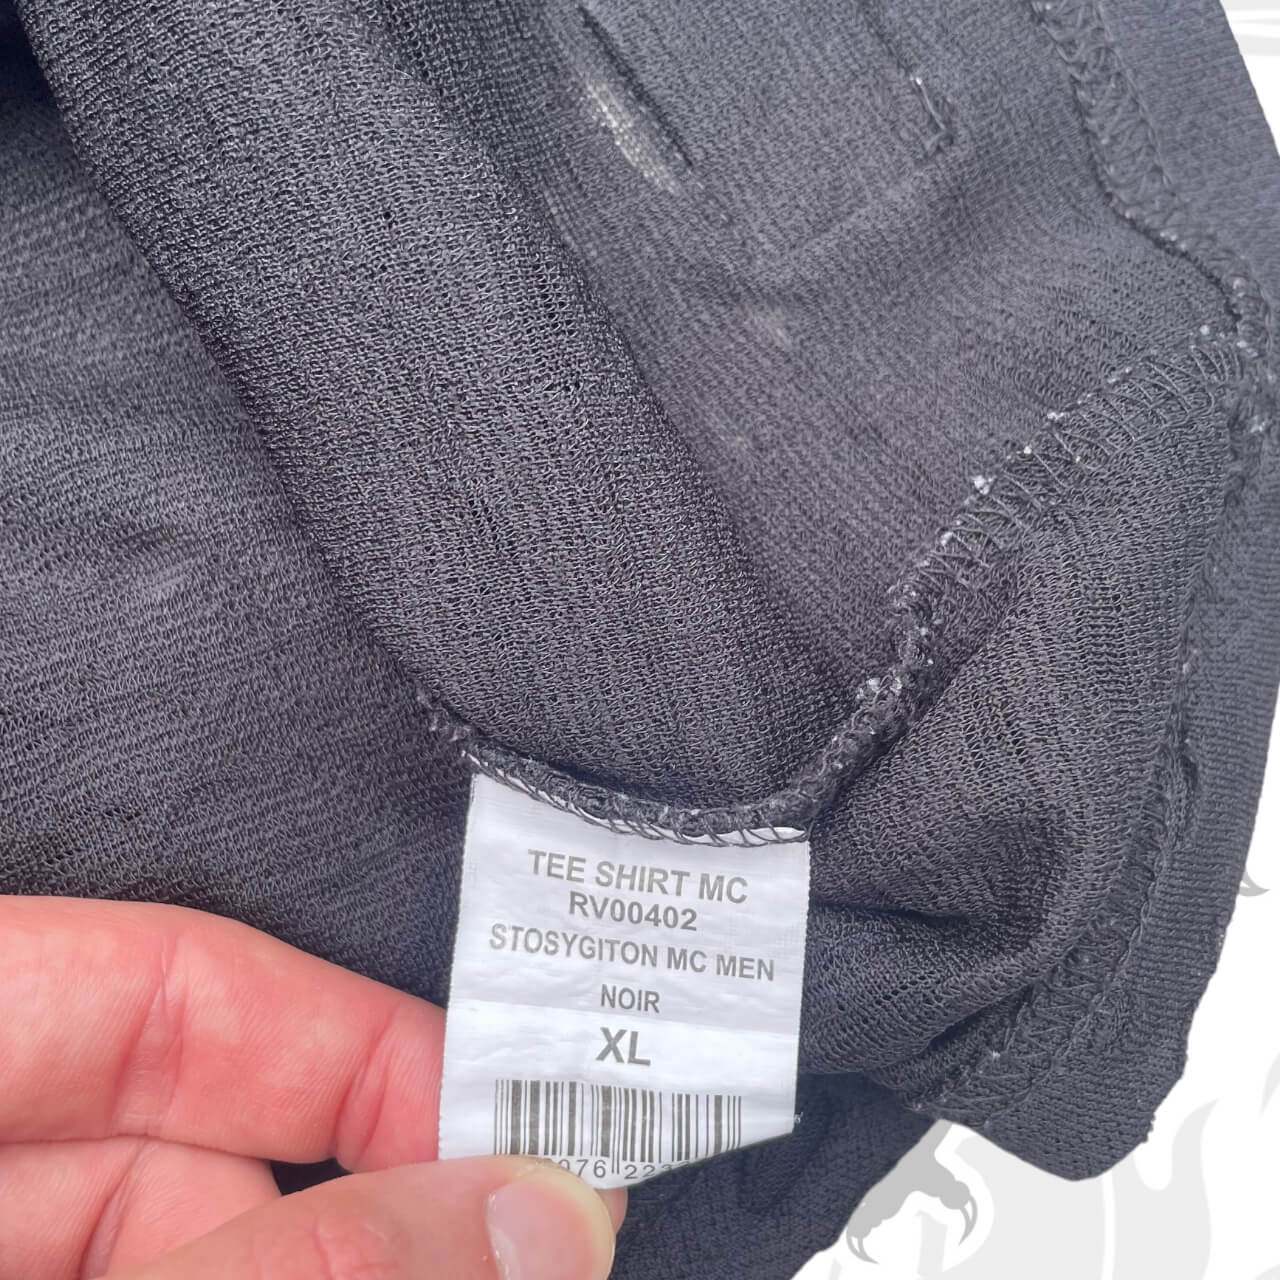 TEE SHIRT MC
RV00402
STOSYGITON MC MEN
NOIR
XL